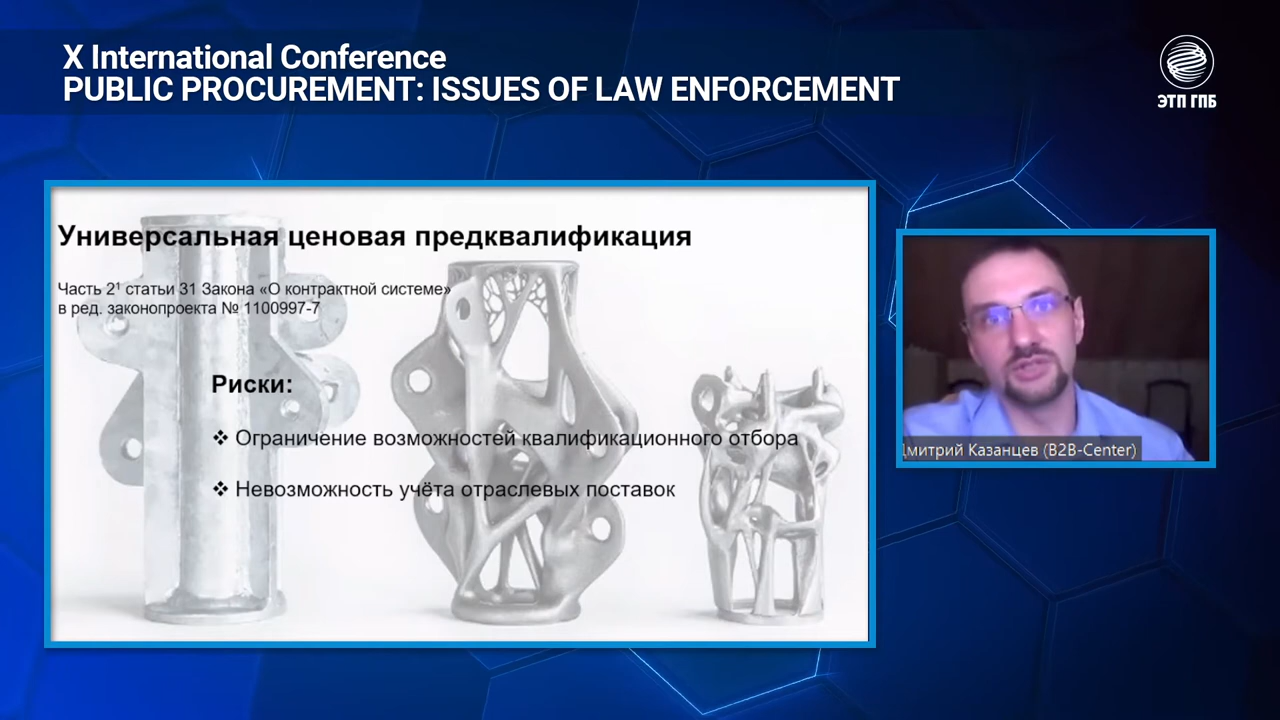 X International Conference
PUBLIC PROCUREMENT: ISSUES OF LAW ENFORCEMENT
ЭТП ГПБ
Универсальная ценовая предквалификация
Часть 2¹ статьи 31 Закона «О контрактной системе»
в ред. законопроекта № 1100997-7
Риски:
❖ Ограничение возможностей квалификационного отбора
❖ Невозможность учёта отраслевых поставок
Дмитрий Казанцев (B2B-Center)